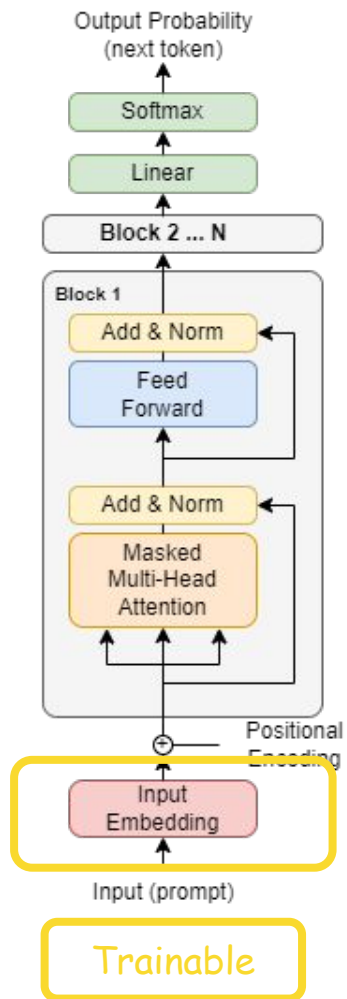 Output Probability
(next token)
Softmax
Linear
Block 2 ... N
Block 1
Add & Norm
Feed
Forward
Add & Norm
Masked
Multi-Head
Attention
+
Positional
Encoding
Input
Embedding
Input (prompt)
Trainable